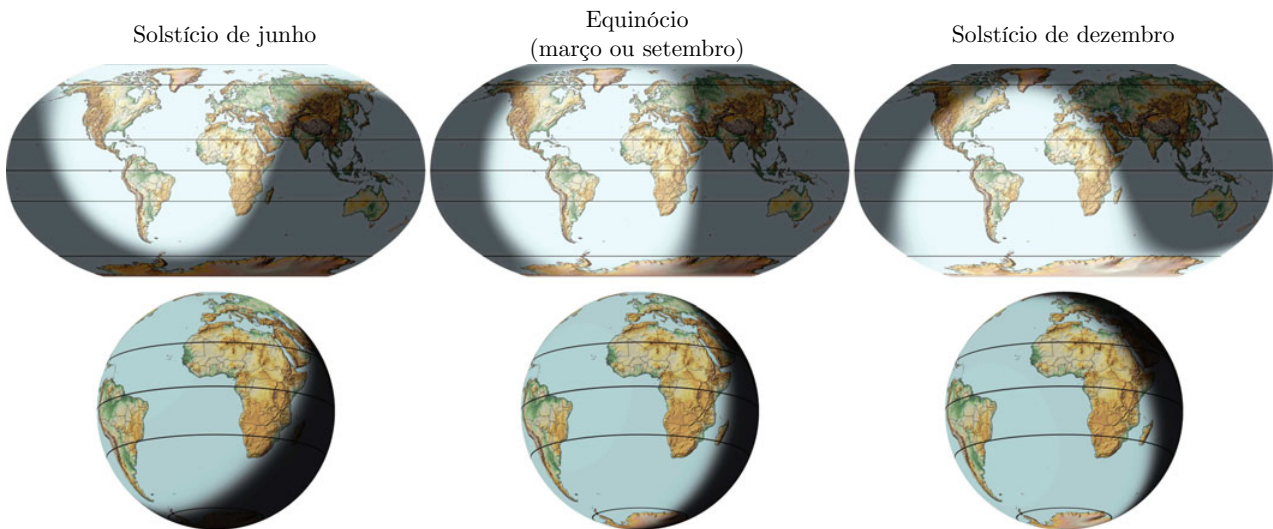 Solstício de junho
Equinócio
(março ou setembro)
Solstício de dezembro